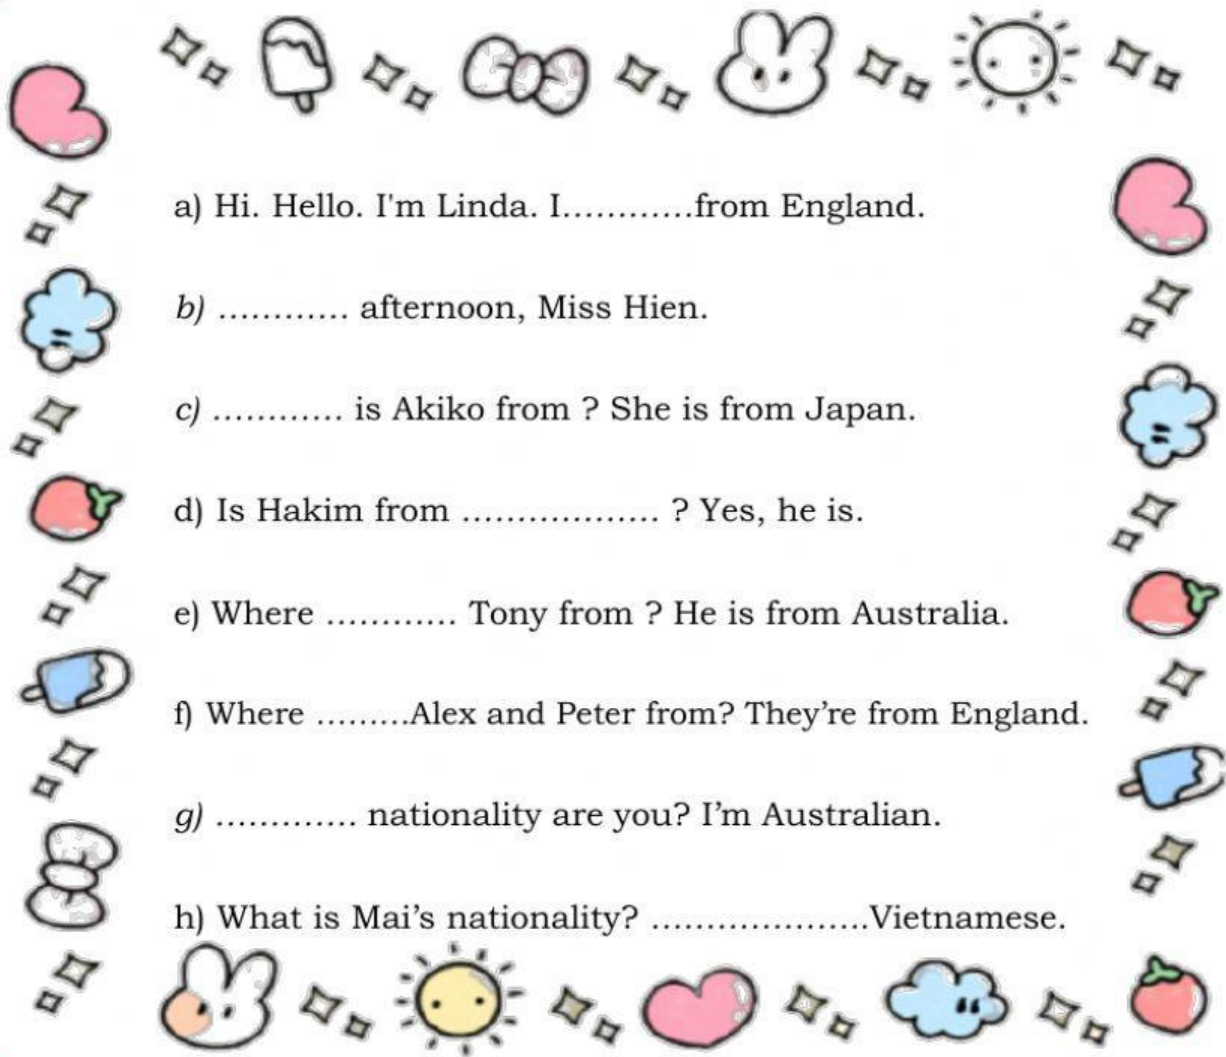 a) Hi. Hello. I'm Linda. I............from England.
b) ............ afternoon, Miss Hien.
c) ............ is Akiko from ? She is from Japan.
d) Is Hakim from .................. ? Yes, he is.
e) Where ............ Tony from ? He is from Australia.
f) Where .........Alex and Peter from? They’re from England.
g) ............. nationality are you? I’m Australian.
h) What is Mai’s nationality? ....................Vietnamese.